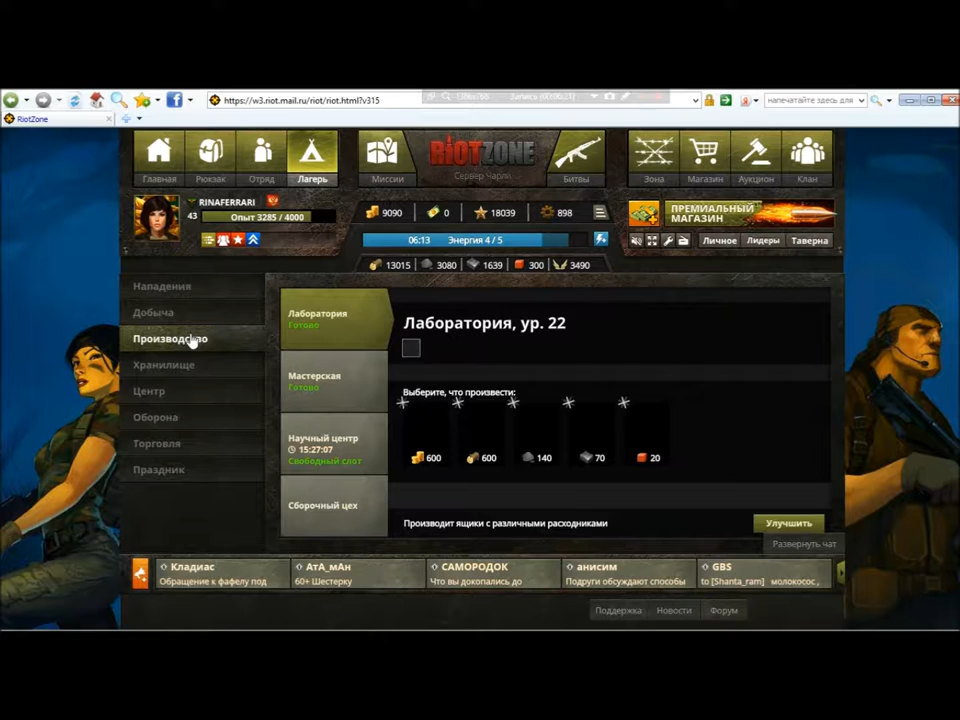 https://w3.riot.mail.ru/riot/riot.html?v315
напечатайте здесь для
RiotZone
Главная
Рюкзак
Отряд
Лагерь
Миссии
RIOTZONE
Сервер чарли
Битвы
Зона
Магазин
Аукцион
Клан
RINAFERRARI
43
Опыт 3285 / 4000
9090
0
18039
898
ПРЕМИАЛЬНЫЙ
МАГАЗИН
06:13 Энергия 4 / 5
Личное
Лидеры
Таверна
13015
3080
1639
300
3490
Нападения
Добыча
Производство
Хранилище
Центр
Оборона
Торговля
Праздник
Лаборатория
Готово
Мастерская
Готово
Научный центр
15:27:07
Свободный слот
Сборочный цех
Лаборатория, ур. 22
Выберите, что произвести:
600
600
140
70
20
Производит ящики с различными расходниками
Улучшить
Развернуть чат
Кладиас
Обращение к фафелу под
АтА_мАн
60+ Шестерку
САМОРОДОК
Что вы докопались до
анисим
Подруги обсуждают способы
GBS
to [Shanta_ram] молокосос ,
Поддержка
Новости
Форум